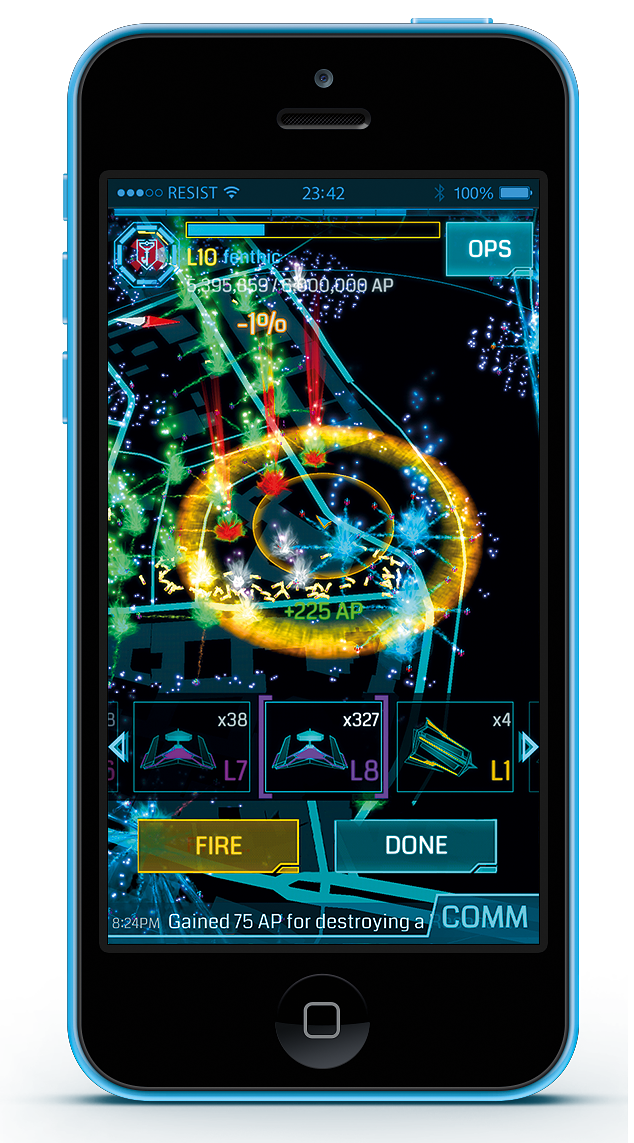 RESIST 23:42 100%
L10 fenthic
5,395,659 / 6,000,000 AP
OPS
-1%
+225 AP
x38 x327 x4
L7 L8 L1
FIRE DONE
8:24PM Gained 75 AP for destroying a
COMM